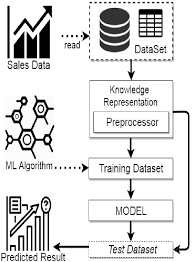 Sales Data
read
DataSet
Knowledge
Representation
Preprocessor
ML Algorithm
Training Dataset
MODEL
Test Dataset
Predicted Result